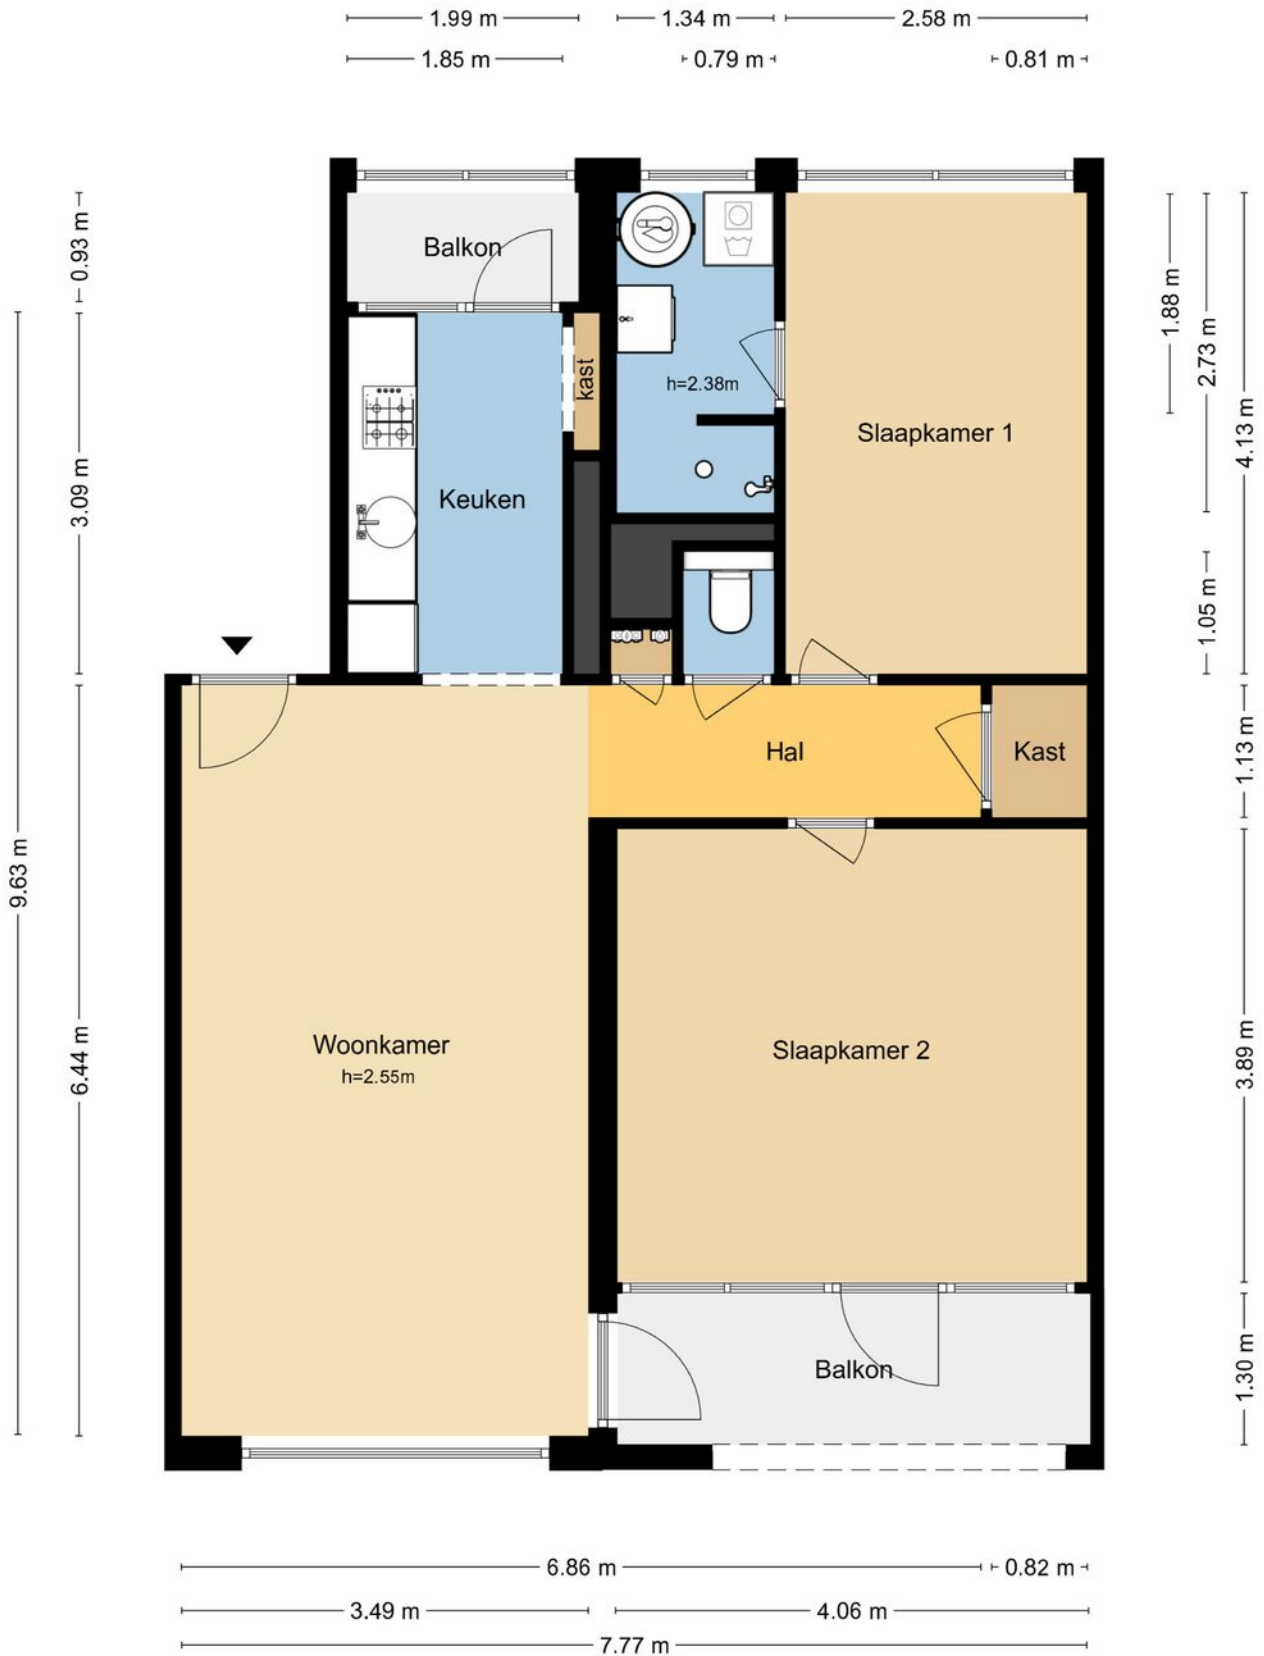 1.99 m
1.34 m
2.58 m
1.85 m
0.79 m
0.81 m
0.93 m
Balkon
1.88 m
2.73 m
4.13 m
kast
h=2.38m
Slaapkamer 1
3.09 m
Keuken
1.05 m
Hal
Kast
1.13 m
9.63 m
6.44 m
Woonkamer
h=2.55m
Slaapkamer 2
3.89 m
Balkon
1.30 m
6.86 m
0.82 m
3.49 m
4.06 m
7.77 m